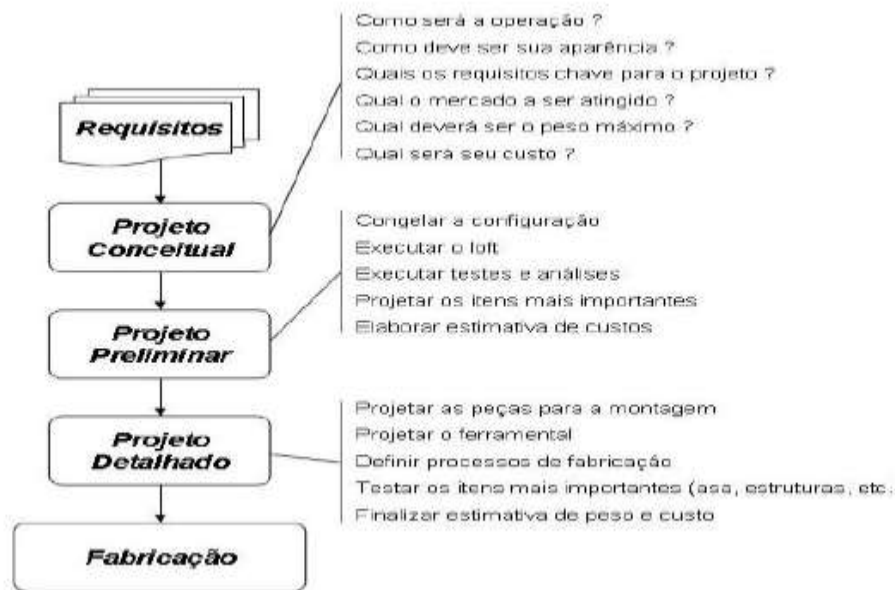 Como será a operação ?
Como deve ser sua aparência ?
Quais os requisitos chave para o projeto ?
Qual o mercado a ser atingido ?
Qual deverá ser o peso máximo ?
Qual será seu custo ?
Requisitos
Projeto
Conceitual
Congelar a configuração
Executar o loft
Executar testes e análises
Projetar os itens mais importantes
Elaborar estimativa de custos
Projeto
Preliminar
Projetar as peças para a montagem
Projetar o ferramental
Definir processos de fabricação
Testar os itens mais importantes (asa, estruturas, etc.
Finalizar estimativa de peso e custo
Projeto
Detalhado
Fabricação